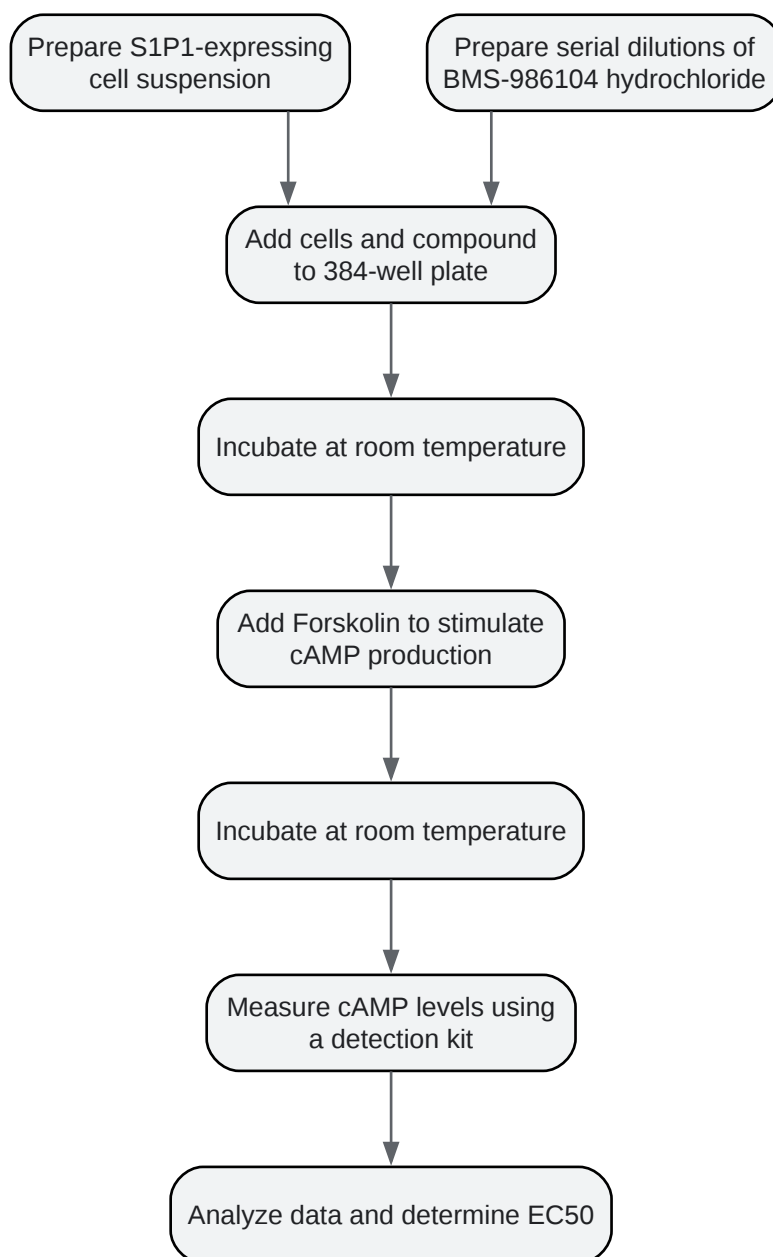 Prepare S1P1-expressing
cell suspension
Prepare serial dilutions of
BMS-986104 hydrochloride
Add cells and compound
to 384-well plate
Incubate at room temperature
Add Forskolin to stimulate
cAMP production
Incubate at room temperature
Measure cAMP levels using
a detection kit
Analyze data and determine EC50